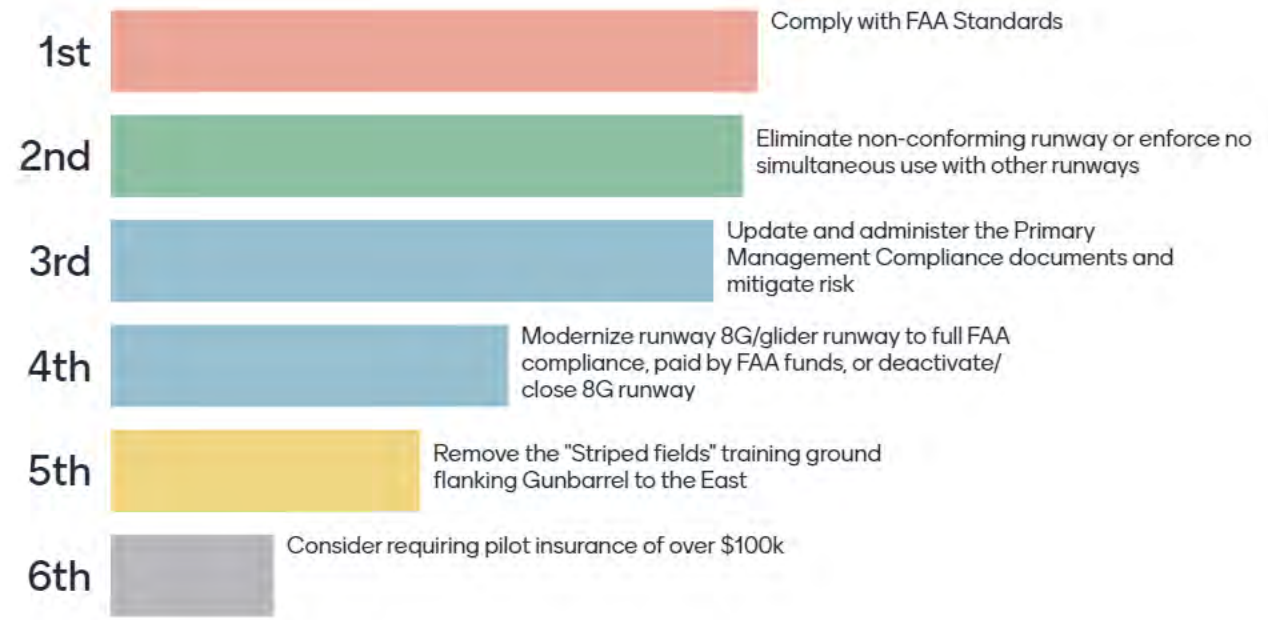 1st
Comply with FAA Standards
2nd
Eliminate non-conforming runway or enforce no
simultaneous use with other runways
3rd
Update and administer the Primary
Management Compliance documents and
mitigate risk
4th
Modernize runway 8G/glider runway to full FAA
compliance, paid by FAA funds, or deactivate/
close 8G runway
5th
Remove the "Striped fields" training ground
flanking Gunbarrel to the East
6th
Consider requiring pilot insurance of over $100k